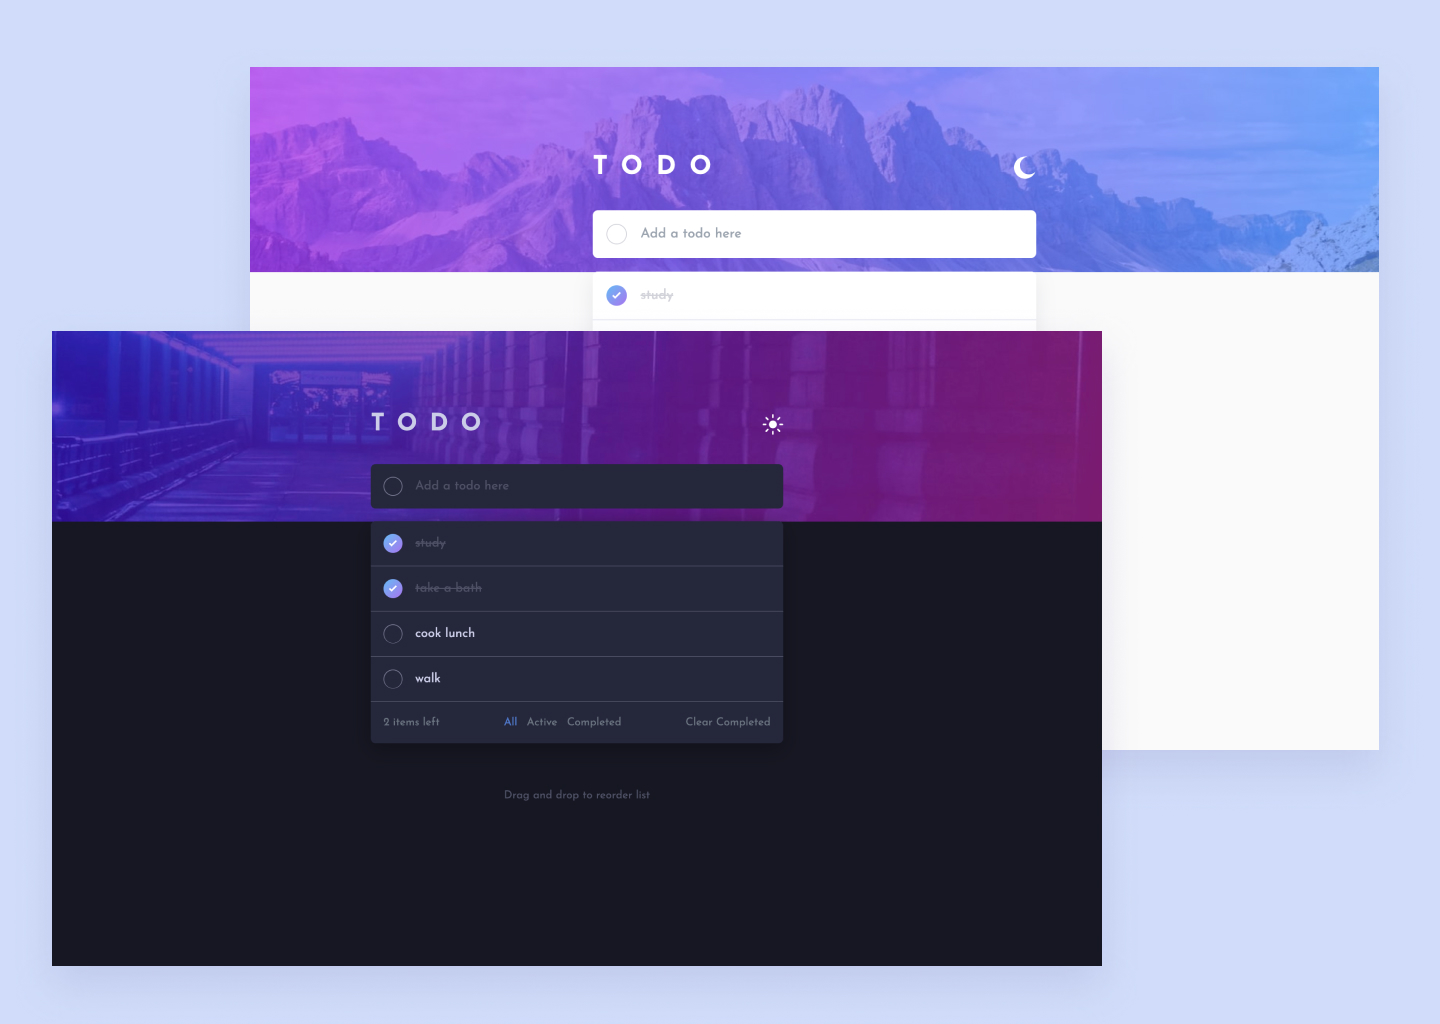 TODO
Add a todo here
study
TODO
Add a todo here
study
take a bath
cook lunch
walk
2 items left All Active Completed Clear Completed
Drag and drop to reorder list